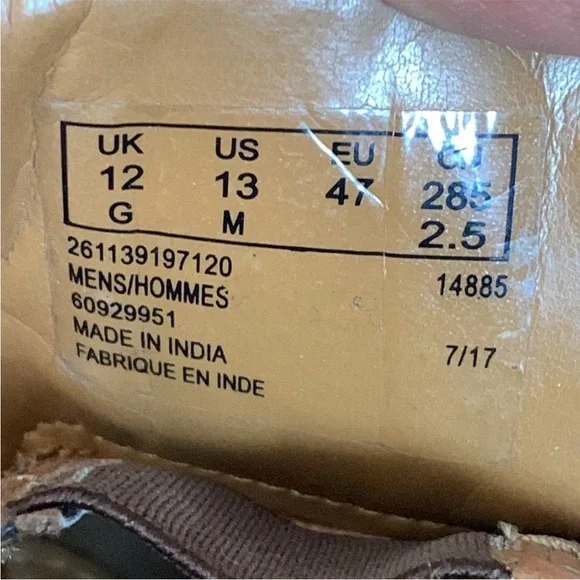 UK US EU
12 13 47 285
G M 2.5
261139197120
MENS/HOMMES 14885
60929951
MADE IN INDIA 7/17
FABRIQUE EN INDE